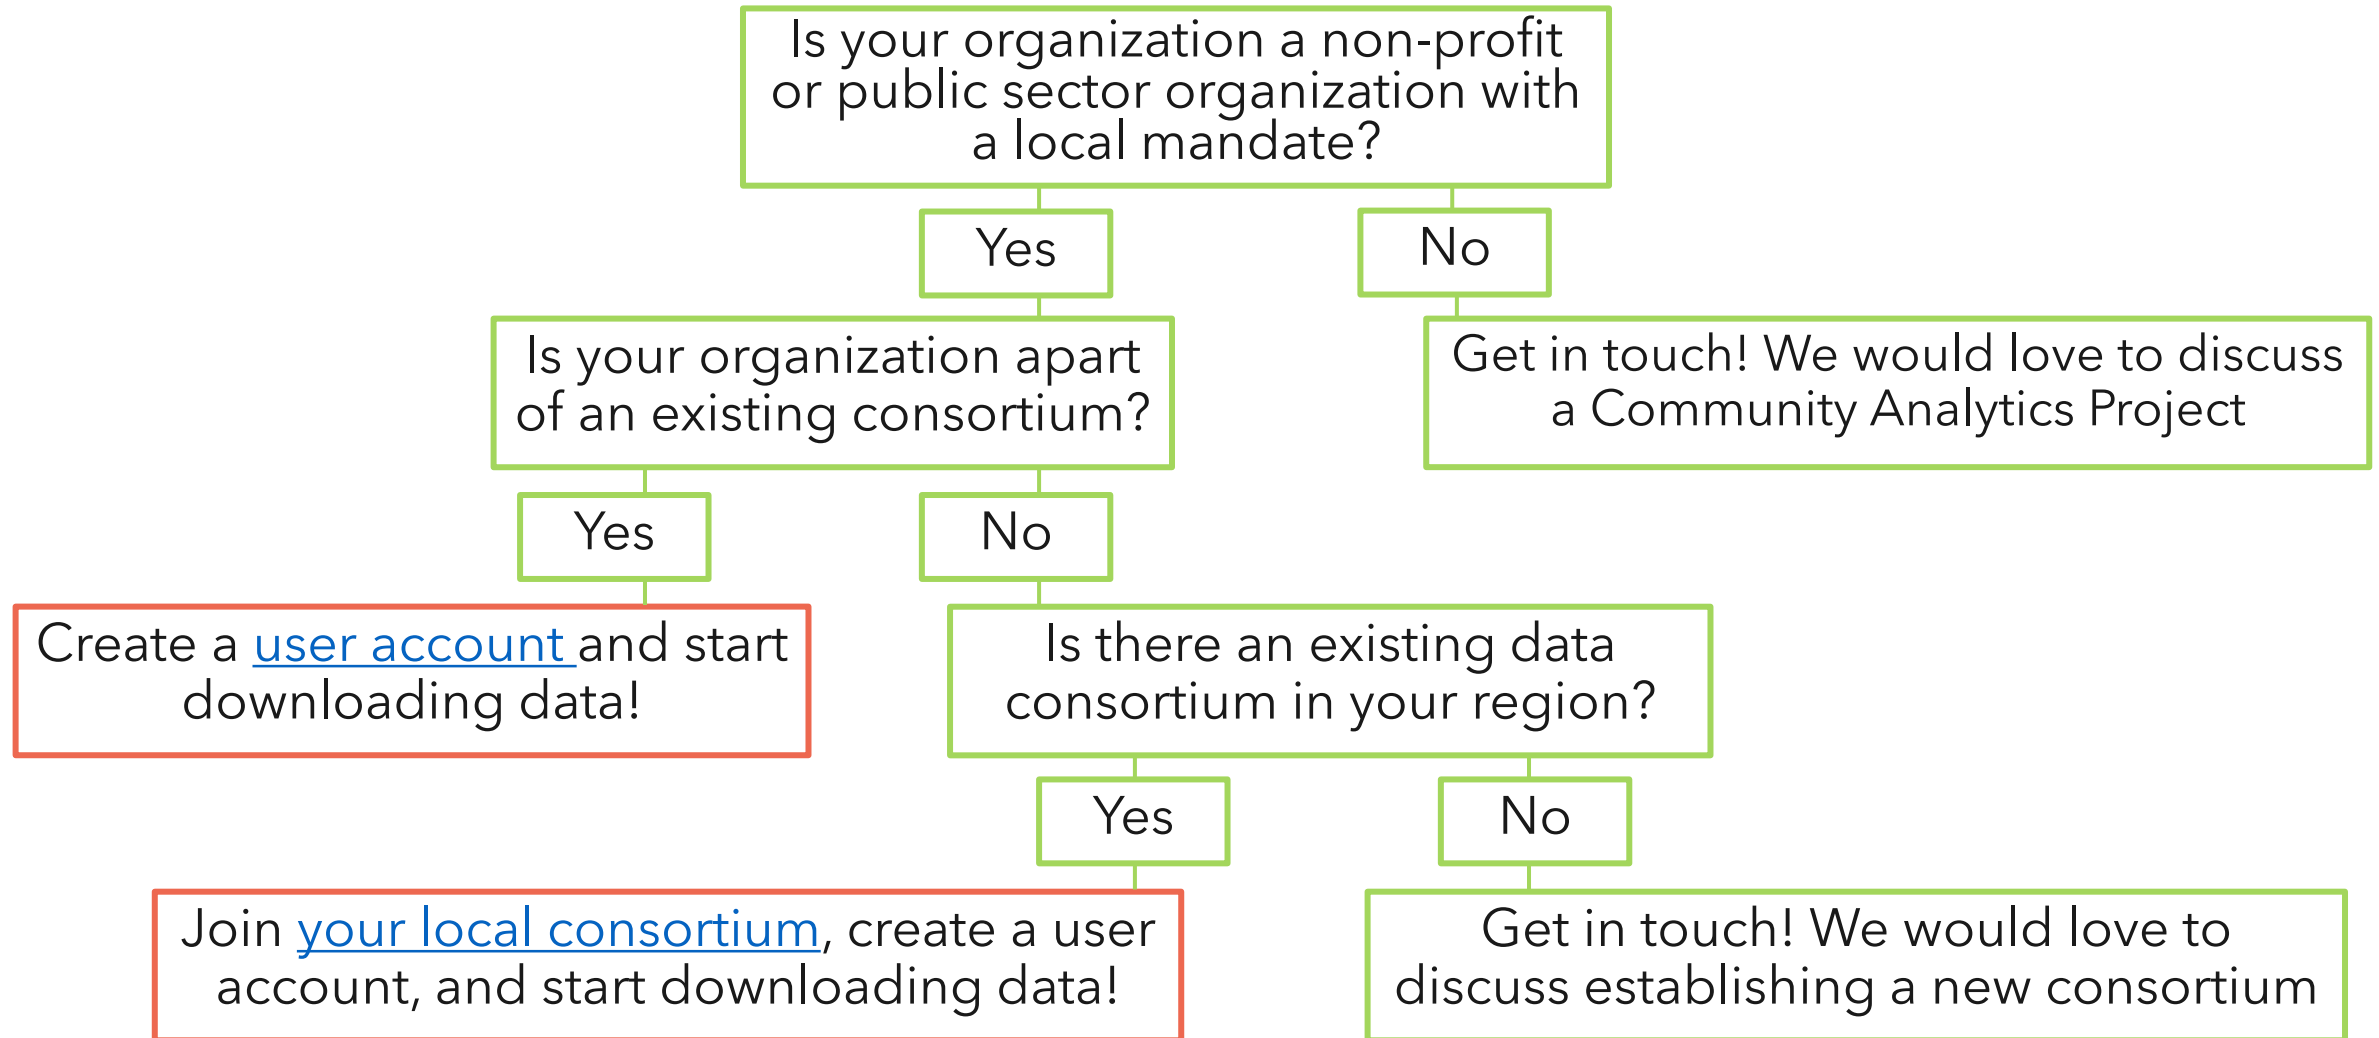 Is your organization a non-profit
or public sector organization with
a local mandate?
Yes
No
Is your organization apart
of an existing consortium?
Get in touch! We would love to discuss
a Community Analytics Project
Yes
No
Create a user account and start
downloading data!
Is there an existing data
consortium in your region?
Yes
No
Join your local consortium, create a user
account, and start downloading data!
Get in touch! We would love to
discuss establishing a new consortium